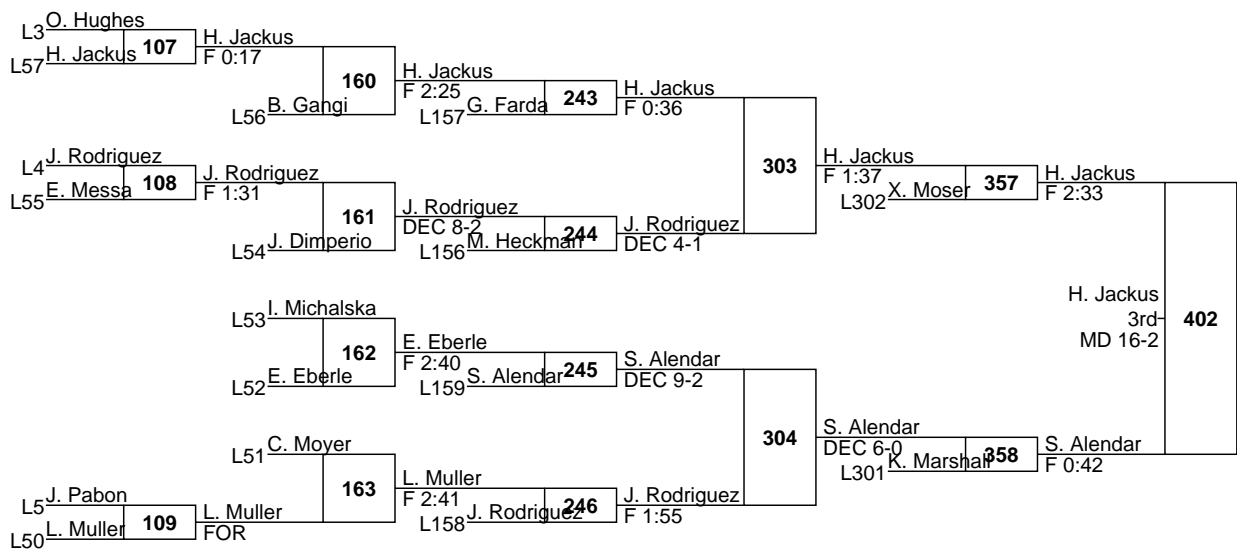 L3 O. Hughes
L57 H. Jackus
107
H. Jackus
F 0:17
L56 B. Gangi
160
H. Jackus
F 2:25
L157 G. Farda
243
H. Jackus
F 0:36
L4 J. Rodriguez
L55 E. Messa
108
J. Rodriguez
F 1:31
L54 J. Dimperio
161
J. Rodriguez
DEC 8-2
L156 M. Heckman
244
J. Rodriguez
DEC 4-1
303
H. Jackus
F 1:37
L302 X. Moser
357
H. Jackus
F 2:33
L53 I. Michalska
L52 E. Eberle
162
E. Eberle
F 2:40
L159 S. Alendar
245
S. Alendar
DEC 9-2
L51 C. Moyer
L5 J. Pabon
L50 L. Muller
109
L. Muller
FOR
163
L. Muller
F 2:41
L158 J. Rodriguez
246
J. Rodriguez
F 1:55
304
S. Alendar
DEC 6-0
L301 K. Marshall
358
S. Alendar
F 0:42
402
H. Jackus
3rd
MD 16-2